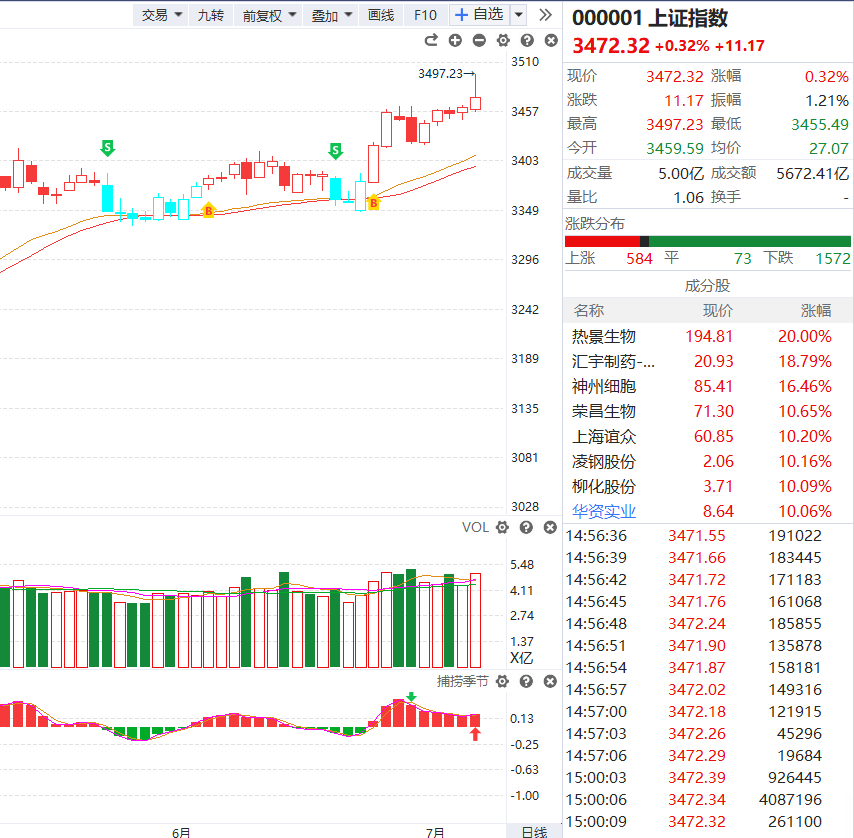 交易 九转 前复权 叠加 画线 F10 自选
000001 上证指数
3472.32 +0.32% +11.17
现价 3472.32 涨幅 0.32%
涨跌 11.17 振幅 1.21%
最高 3497.23 最低 3455.49
今开 3459.59 均价 27.07
成交量 5.00亿 成交额 5672.41亿
量比 1.06 换手 -
涨跌分布
上涨 584 平 73 下跌 1572
成分股
名称 现价 涨幅
热景生物 194.81 20.00%
汇宇制药-... 20.93 18.79%
神州细胞 85.41 16.46%
荣昌生物 71.30 10.65%
上海谊众 60.85 10.20%
凌钢股份 2.06 10.16%
柳化股份 3.71 10.09%
华资实业 8.64 10.06%
14:56:36 3471.55 191022
14:56:39 3471.66 183445
14:56:42 3471.72 171183
14:56:45 3471.76 161068
14:56:48 3472.24 185855
14:56:51 3471.90 135878
14:56:54 3471.87 158181
14:56:57 3472.02 149316
14:57:00 3472.18 121915
14:57:03 3472.26 45296
14:57:06 3472.29 19684
15:00:03 3472.39 926445
15:00:06 3472.34 4087196
15:00:09 3472.32 261100
3497.23→
S
S
B
B
3510
3457
3403
3349
3296
3242
3189
3135
3081
3028
VOL
5.48
4.11
2.74
1.37
X亿
捕捞季节
0.13
-0.25
-0.63
-1.00
6月 7月 日线